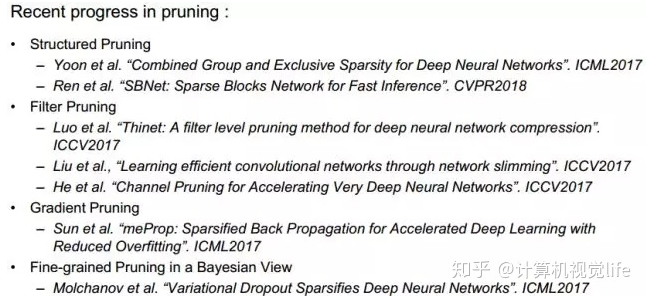 Recent progress in pruning :
• Structured Pruning
– Yoon et al. “Combined Group and Exclusive Sparsity for Deep Neural Networks”. ICML2017
– Ren et al. “SBNet: Sparse Blocks Network for Fast Inference”. CVPR2018
• Filter Pruning
– Luo et al. “Thinet: A filter level pruning method for deep neural network compression”.
ICCV2017
– Liu et al., “Learning efficient convolutional networks through network slimming”. ICCV2017
– He et al. “Channel Pruning for Accelerating Very Deep Neural Networks”. ICCV2017
• Gradient Pruning
– Sun et al. “meProp: Sparsified Back Propagation for Accelerated Deep Learning with
Reduced Overfitting”. ICML2017
• Fine-grained Pruning in a Bayesian View
– Molchanov et al. “Variational Dropout Sparsifies Deep Neural Networks”. ICML2017
知乎 @计算机视觉life